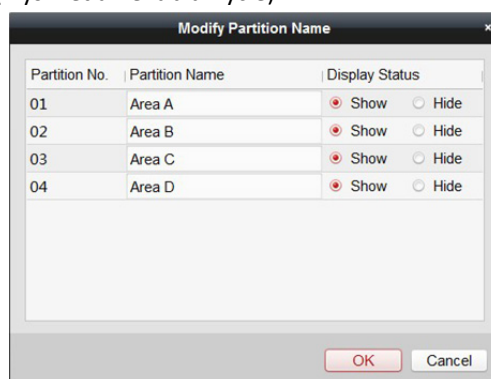 Modify Partition Name ×
Partition No. Partition Name Display Status
01 Area A Show Hide
02 Area B Show Hide
03 Area C Show Hide
04 Area D Show Hide
OK Cancel